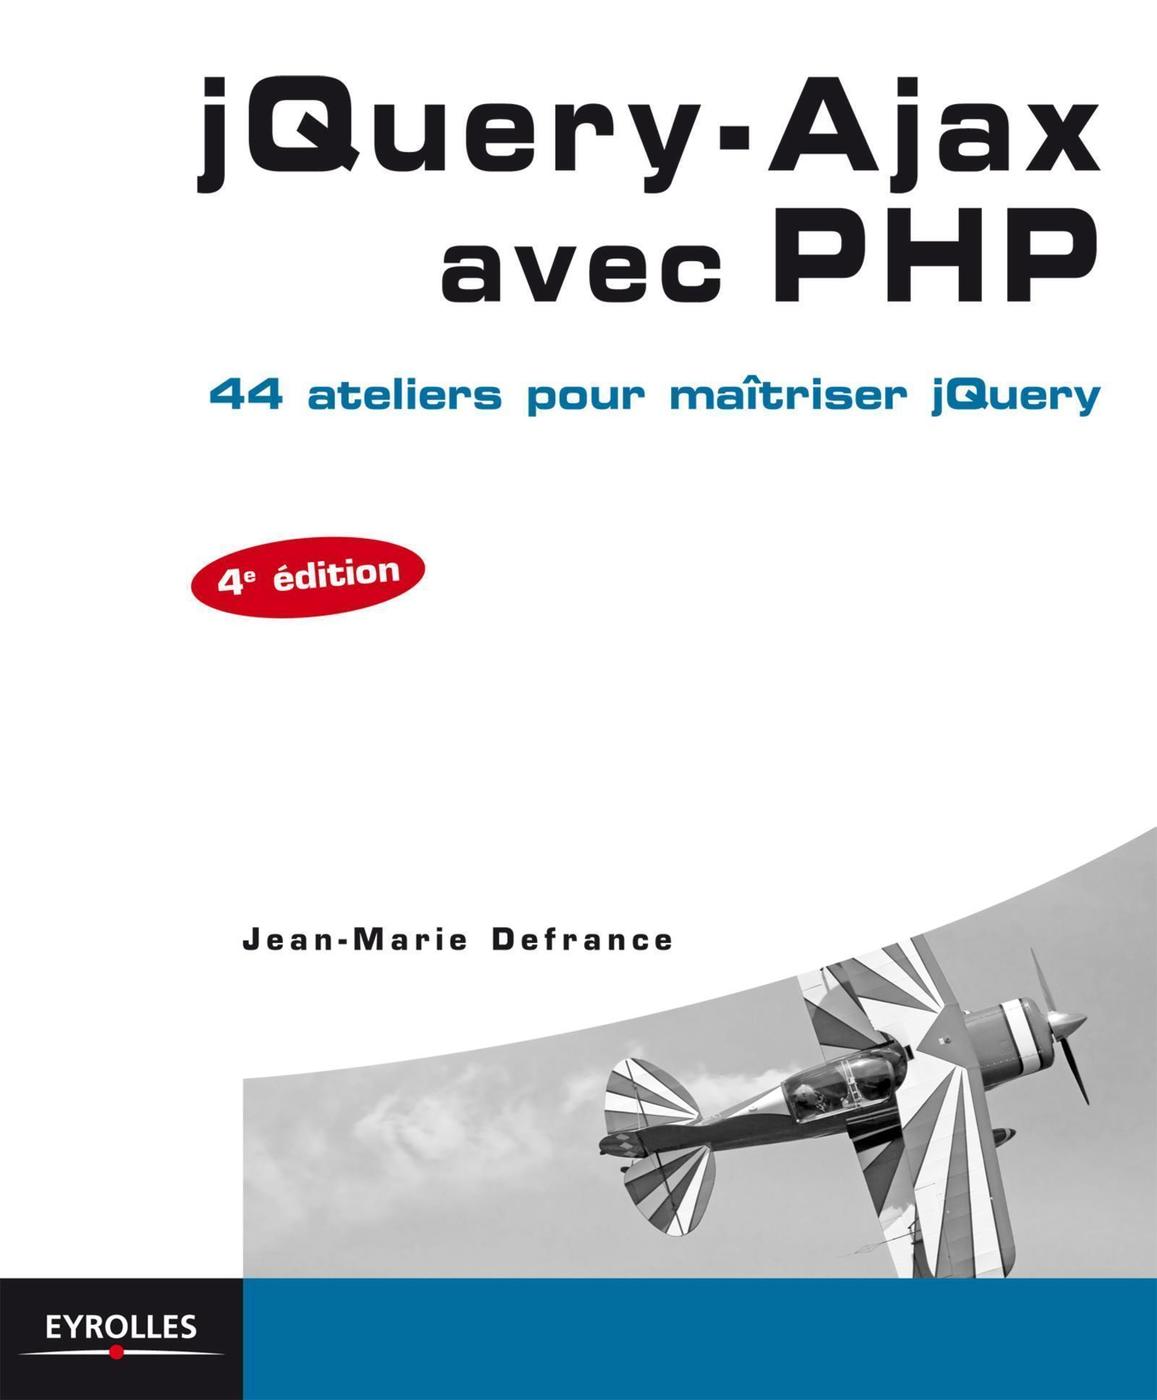 jQuery-Ajax
avec PHP
44 ateliers pour maîtriser jQuery
4e édition
Jean-Marie Defrance
EYROLLES